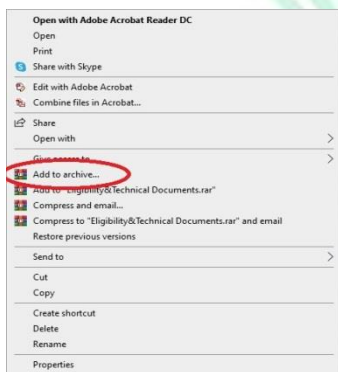 Open with Adobe Acrobat Reader DC
Open
Print
Share with Skype
Edit with Adobe Acrobat
Combine files in Acrobat...
Share
Open with
Give access to
Add to archive...
Add to "Eligibility&Technical Documents.rar"
Compress and email...
Compress to "Eligibility&Technical Documents.rar" and email
Restore previous versions
Send to
Cut
Copy
Create shortcut
Delete
Rename
Properties